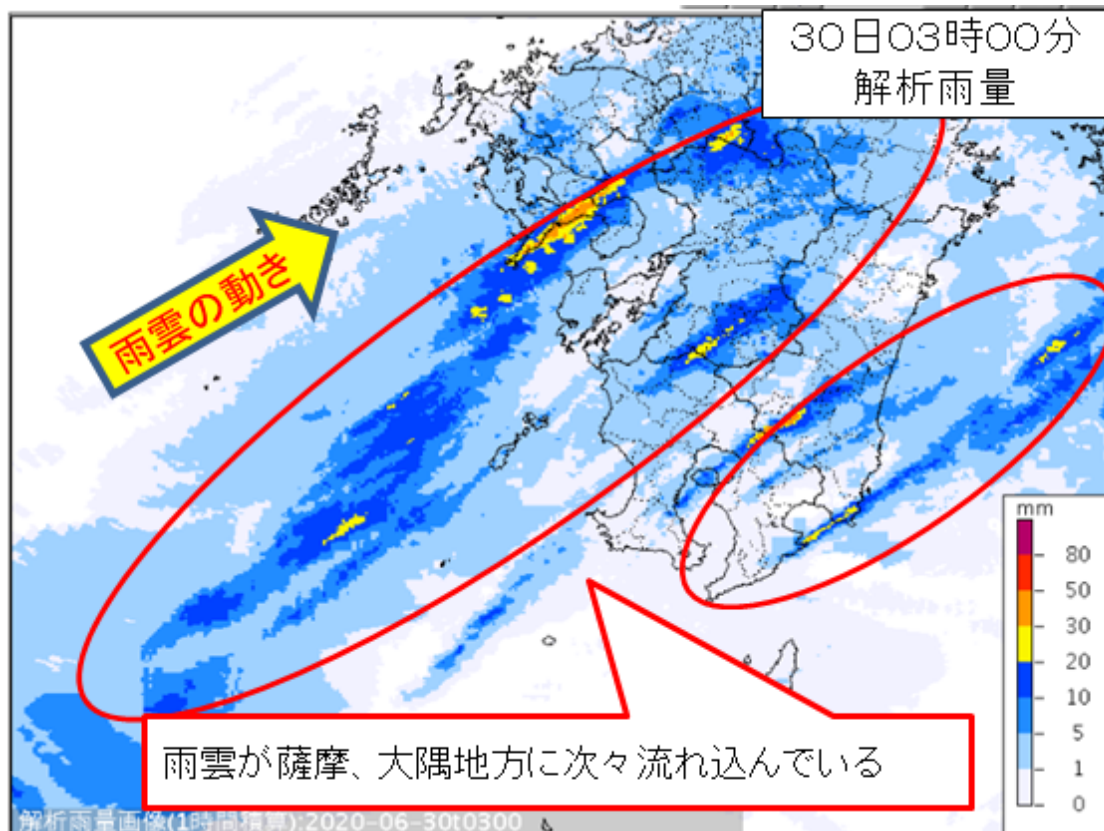 30日03時00分
解析雨量
雨雲の動き
mm
80
50
30
20
10
5
1
0
雨雲が薩摩、大隅地方に次々流れ込んでいる
解析雨量画像(1時間積算):2020-06-30t0300